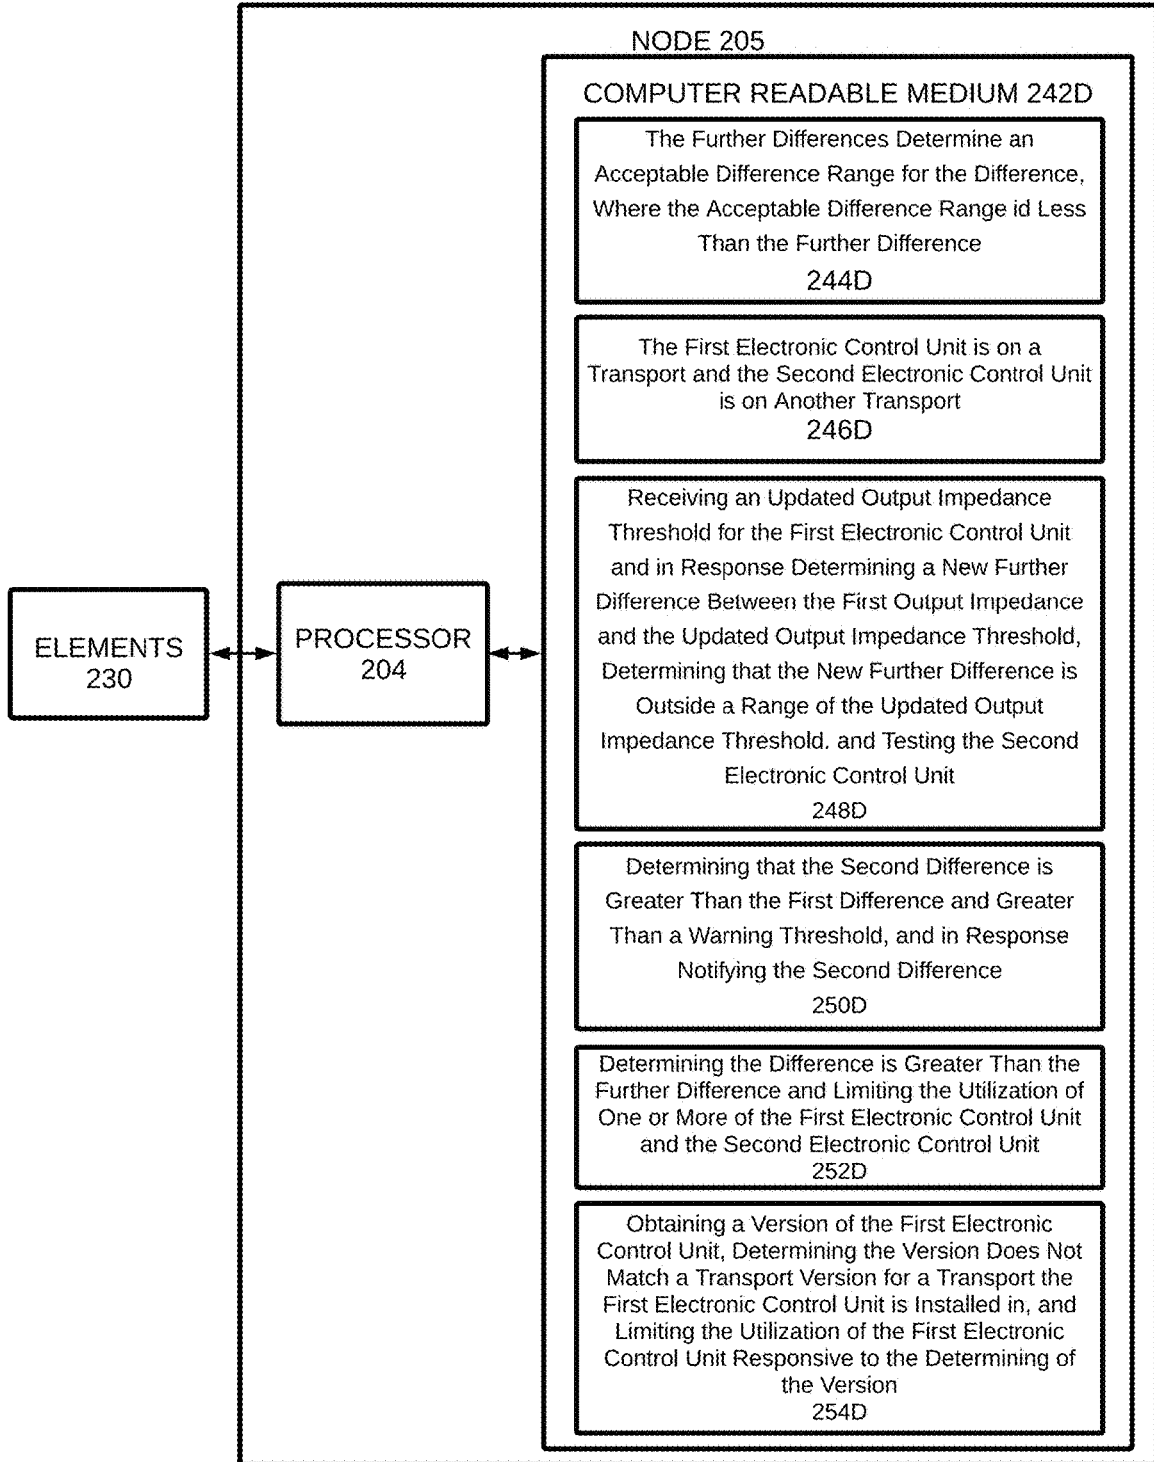 NODE 205
COMPUTER READABLE MEDIUM 242D
The Further Differences Determine an
Acceptable Difference Range for the Difference,
Where the Acceptable Difference Range id Less
Than the Further Difference
244D
The First Electronic Control Unit is on a
Transport and the Second Electronic Control Unit
is on Another Transport
246D
Receiving an Updated Output Impedance
Threshold for the First Electronic Control Unit
and in Response Determining a New Further
Difference Between the First Output Impedance
and the Updated Output Impedance Threshold,
Determining that the New Further Difference is
Outside a Range of the Updated Output
Impedance Threshold. and Testing the Second
Electronic Control Unit
248D
ELEMENTS
230
PROCESSOR
204
Determining that the Second Difference is
Greater Than the First Difference and Greater
Than a Warning Threshold, and in Response
Notifying the Second Difference
250D
Determining the Difference is Greater Than the
Further Difference and Limiting the Utilization of
One or More of the First Electronic Control Unit
and the Second Electronic Control Unit
252D
Obtaining a Version of the First Electronic
Control Unit, Determining the Version Does Not
Match a Transport Version for a Transport the
First Electronic Control Unit is Installed in, and
Limiting the Utilization of the First Electronic
Control Unit Responsive to the Determining of
the Version
254D